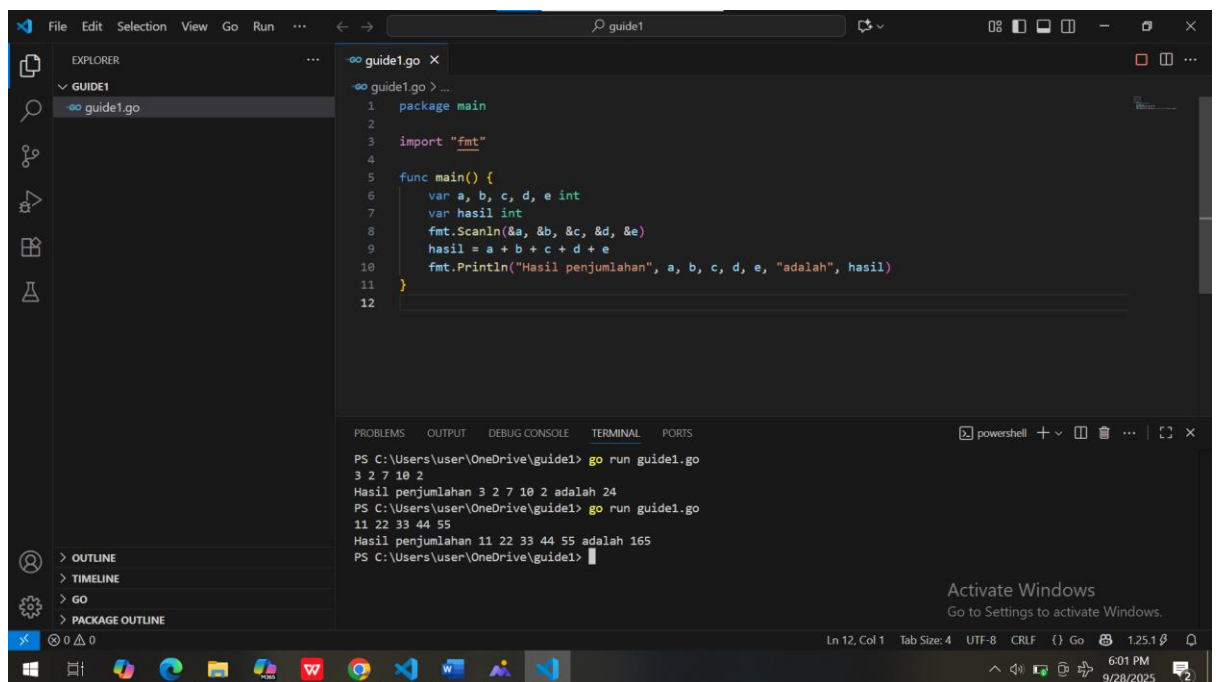 File Edit Selection View Go Run ... guide1
EXPLORER ...
GUIDE1
guide1.go
OUTLINE
TIMELINE
GO
PACKAGE OUTLINE
guide1.go
guide1.go > ...
1 package main
2
3 import "fmt"
4
5 func main() {
6 var a, b, c, d, e int
7 var hasil int
8 fmt.Scanln(&a, &b, &c, &d, &e)
9 hasil = a + b + c + d + e
10 fmt.Println("Hasil penjumlahan", a, b, c, d, e, "adalah", hasil)
11 }
12
PROBLEMS OUTPUT DEBUG CONSOLE TERMINAL PORTS powershell
PS C:\Users\user\OneDrive\guide1> go run guide1.go
3 2 7 10 2
Hasil penjumlahan 3 2 7 10 2 adalah 24
PS C:\Users\user\OneDrive\guide1> go run guide1.go
11 22 33 44 55
Hasil penjumlahan 11 22 33 44 55 adalah 165
PS C:\Users\user\OneDrive\guide1>
Activate Windows
Go to Settings to activate Windows.
0 0 Ln 12, Col 1 Tab Size: 4 UTF-8 CRLF {} Go 1.25.1
6:01 PM
9/28/2025
2